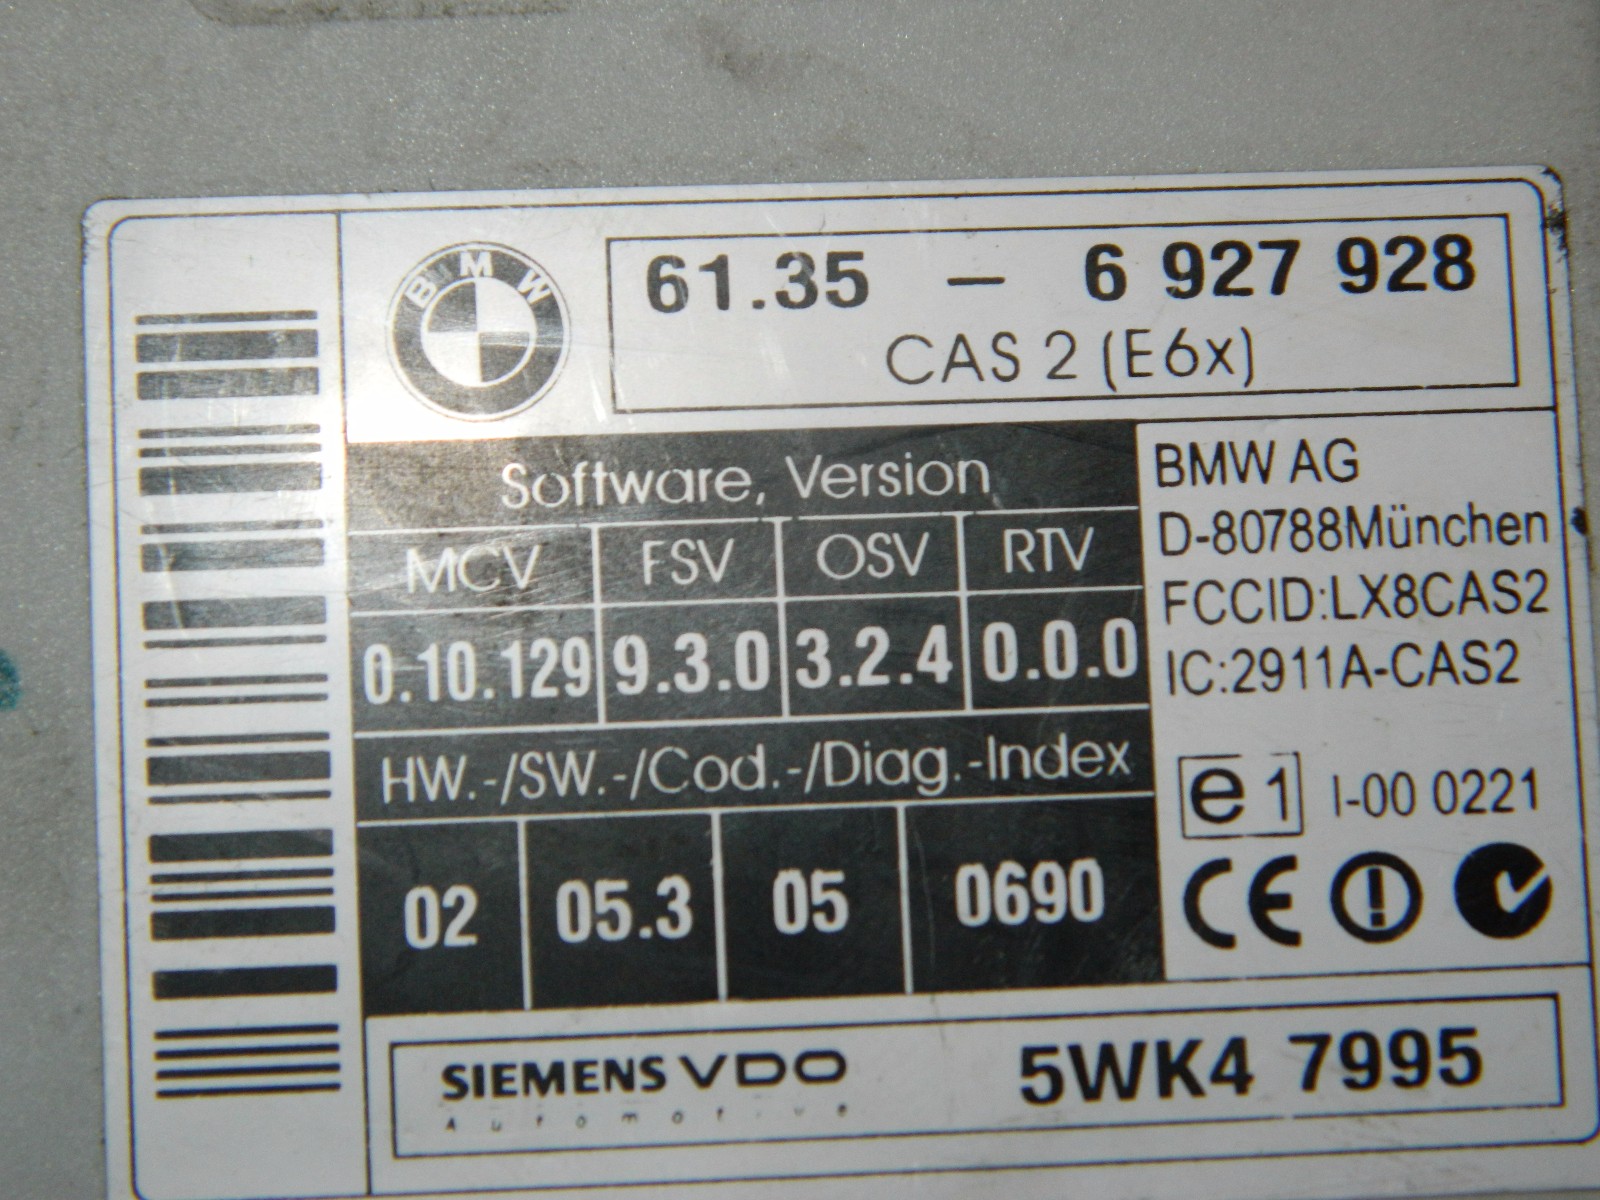 BMW
61.35 - 6 927 928
CAS 2 (E6x)
Software, Version
MCV FSV OSV RTV
0.10.129 9.3.0 3.2.4 0.0.0
HW.-/SW.-/Cod.-/Diag.-Index
02 05.3 05 0690
BMW AG
D-80788München
FCCID:LX8CAS2
IC:2911A-CAS2
e1 I-00 0221
CE
SIEMENS VDO
Automotive
5WK4 7995